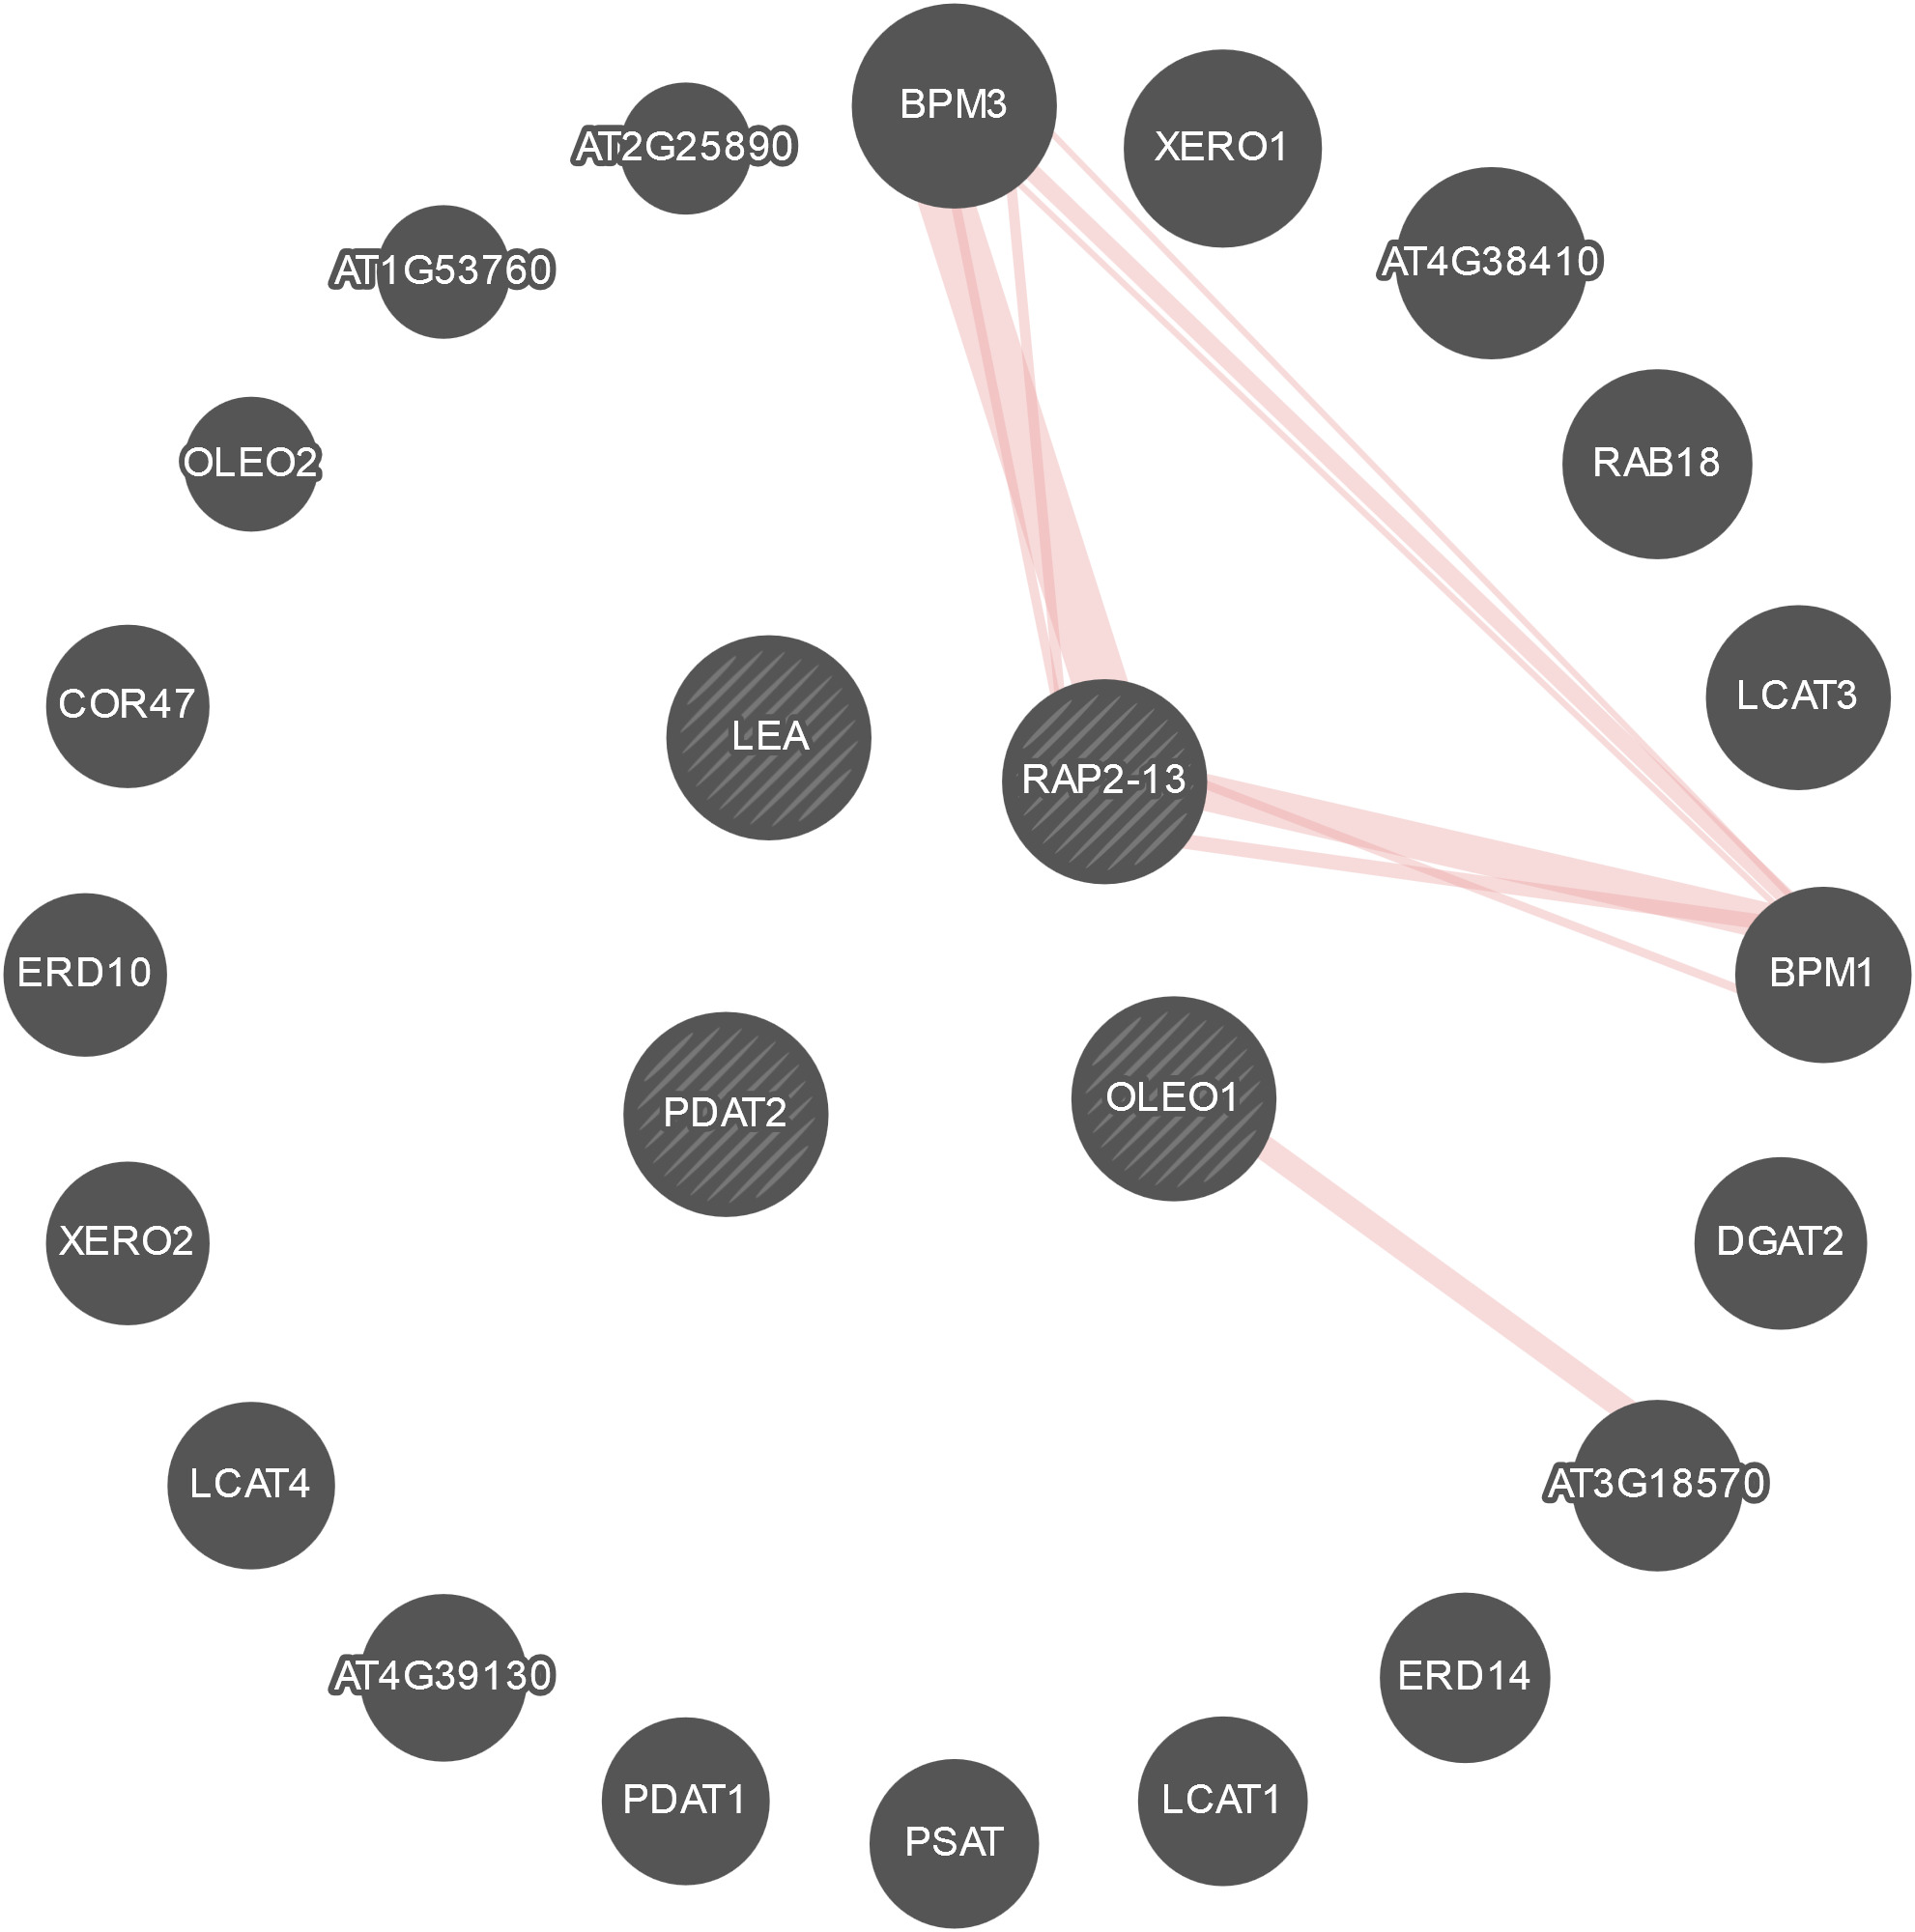 BPM3
XERO1
AT2G25890
AT4G38410
AT1G53760
OLEO2
RAB18
LCAT3
COR47
LEA
RAP2-13
ERD10
BPM1
PDAT2
OLEO1
XERO2
DGAT2
LCAT4
AT3G18570
AT4G39130
ERD14
PDAT1
LCAT1
PSAT